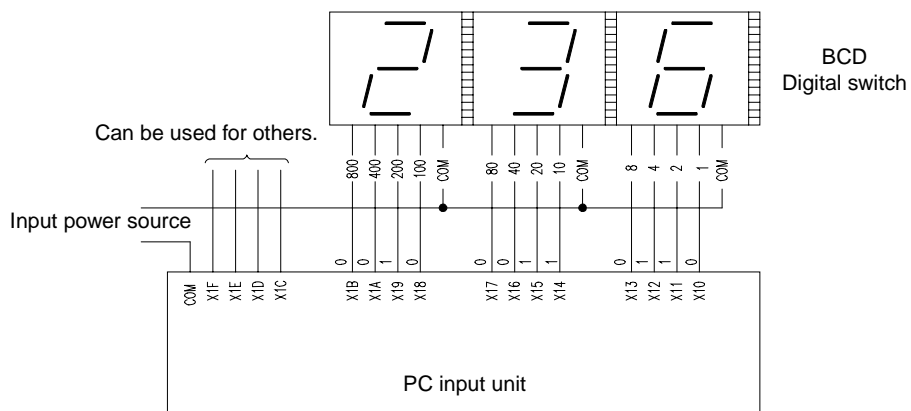 2 3 6
BCD
Digital switch
Can be used for others.
800 400 200 100 COM 80 40 20 10 COM 8 4 2 1 COM
Input power source
0 0 1 0 0 0 1 1 0 1 1 0
COM X1F X1E X1D X1C X1B X1A X19 X18 X17 X16 X15 X14 X13 X12 X11 X10
PC input unit